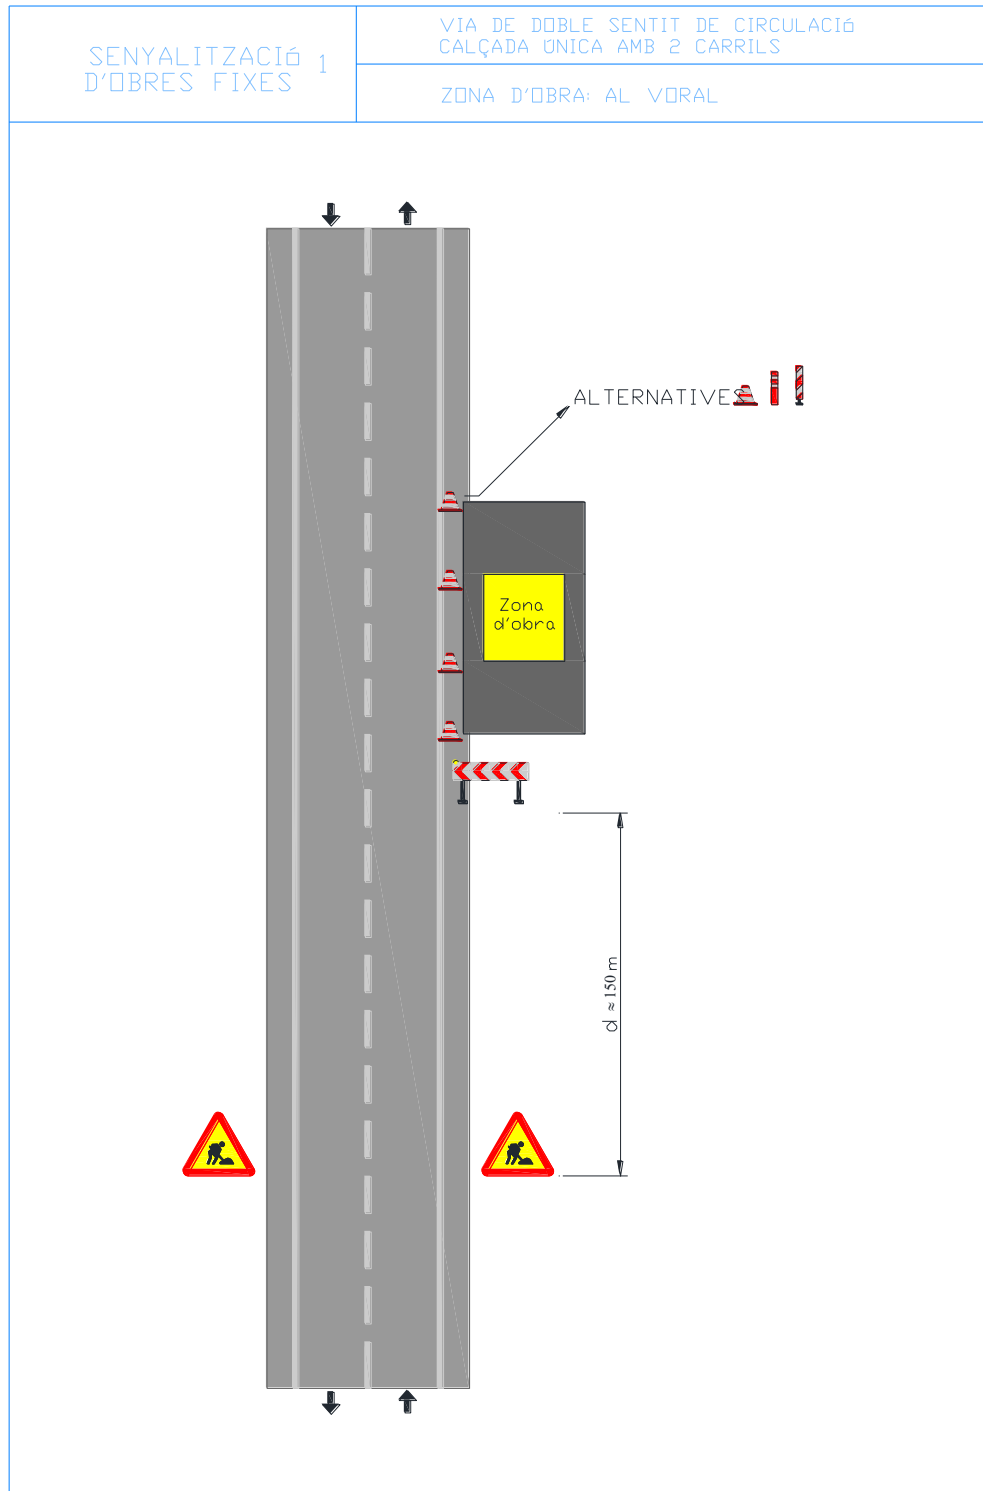 SENYALITZACIó 1
D'OBRES FIXES
VIA DE DOBLE SENTIT DE CIRCULACIó
CALÇADA ÚNICA AMB 2 CARRILS
ZONA D'OBRA: AL VORAL
ALTERNATIVES
Zona
d'obra
d ≈ 150 m